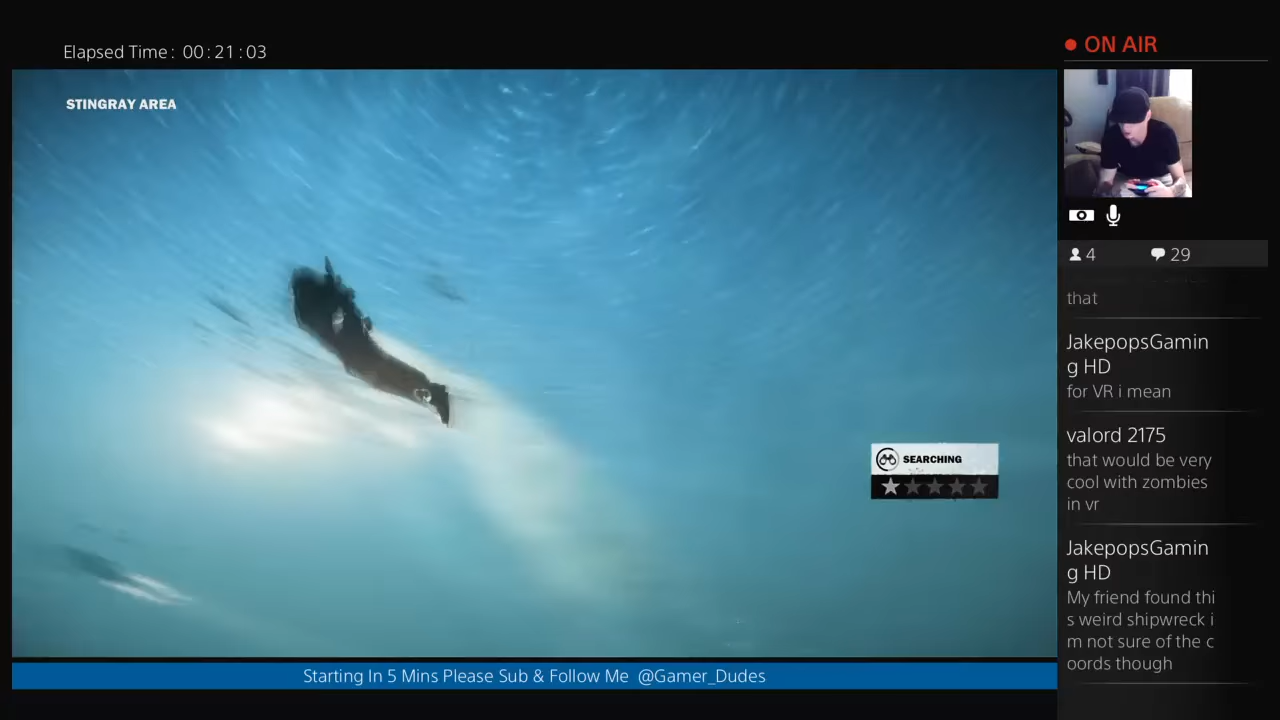 Elapsed Time: 00:21:03
ON AIR
STINGRAY AREA
4
29
that
JakepopsGamin
g HD
for VR i mean
valord 2175
that would be very
cool with zombies
in vr
SEARCHING
JakepopsGamin
g HD
My friend found thi
s weird shipwreck i
m not sure of the c
oords though
Starting In 5 Mins Please Sub & Follow Me @Gamer_Dudes